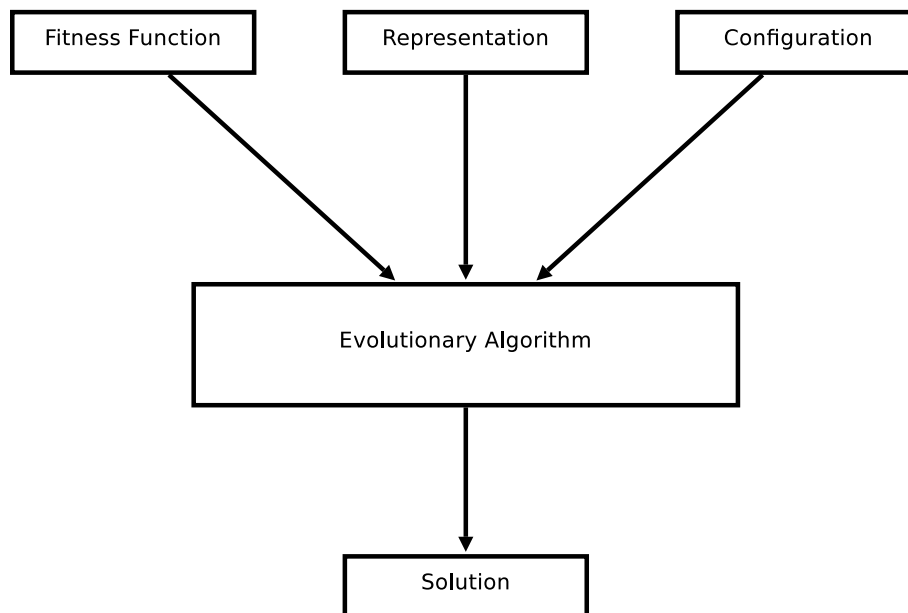 Fitness Function
Representation
Configuration
Evolutionary Algorithm
Solution